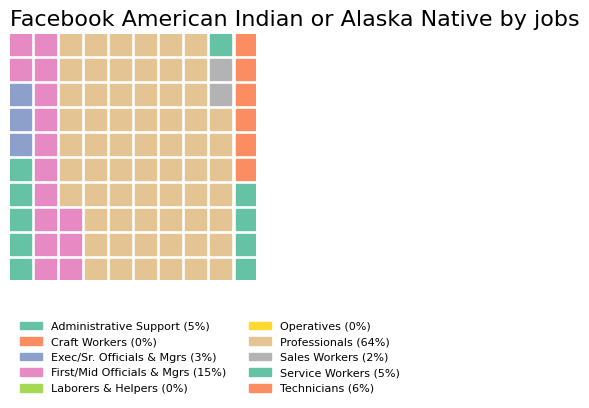 Facebook American Indian or Alaska Native by jobs
Administrative Support (5%)
Craft Workers (0%)
Exec/Sr. Officials & Mgrs (3%)
First/Mid Officials & Mgrs (15%)
Laborers & Helpers (0%)
Operatives (0%)
Professionals (64%)
Sales Workers (2%)
Service Workers (5%)
Technicians (6%)